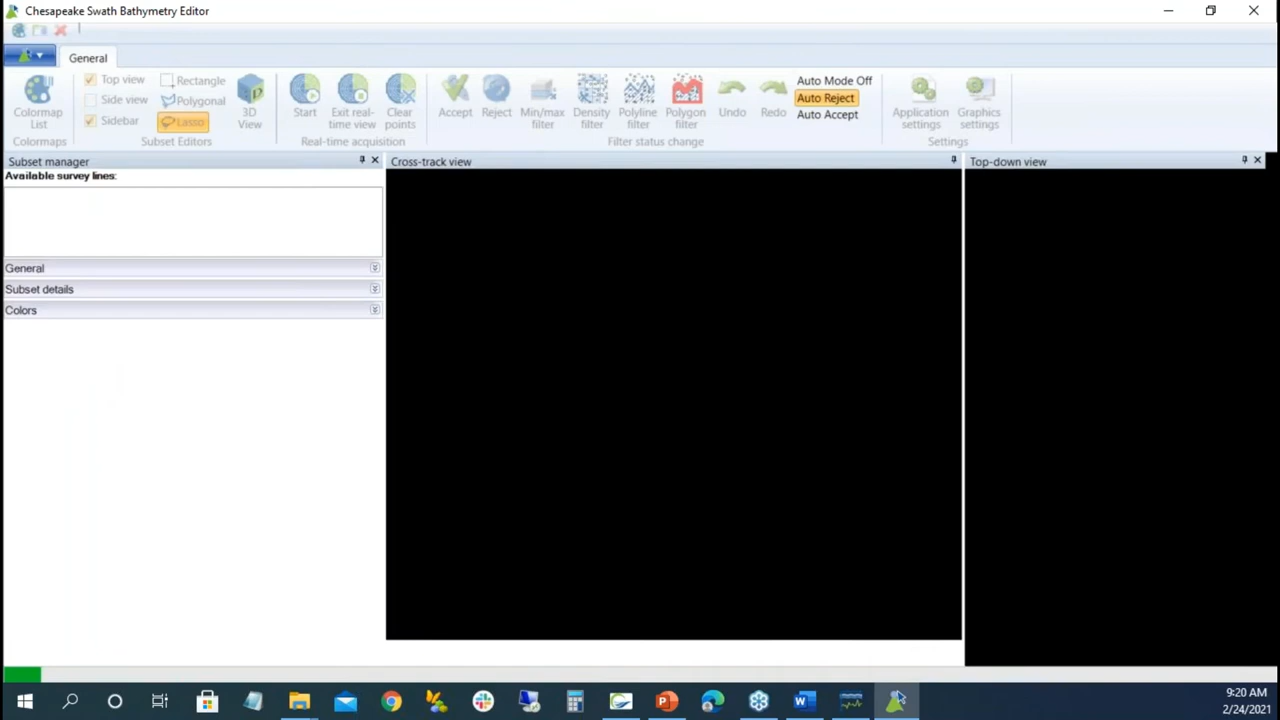 Chesapeake Swath Bathymetry Editor
General
Colormap List
Colormaps
Top view
Side view
Sidebar
Rectangle
Polygonal
Lasso
3D View
Subset Editors
Start
Exit real-time view
Clear points
Real-time acquisition
Accept
Reject
Min/max filter
Density filter
Polyline filter
Polygon filter
Undo
Redo
Auto Mode Off
Auto Reject
Auto Accept
Filter status change
Application settings
Graphics settings
Settings
Subset manager
Cross-track view
Top-down view
Available survey lines:
General
Subset details
Colors
9:20 AM
2/24/2021